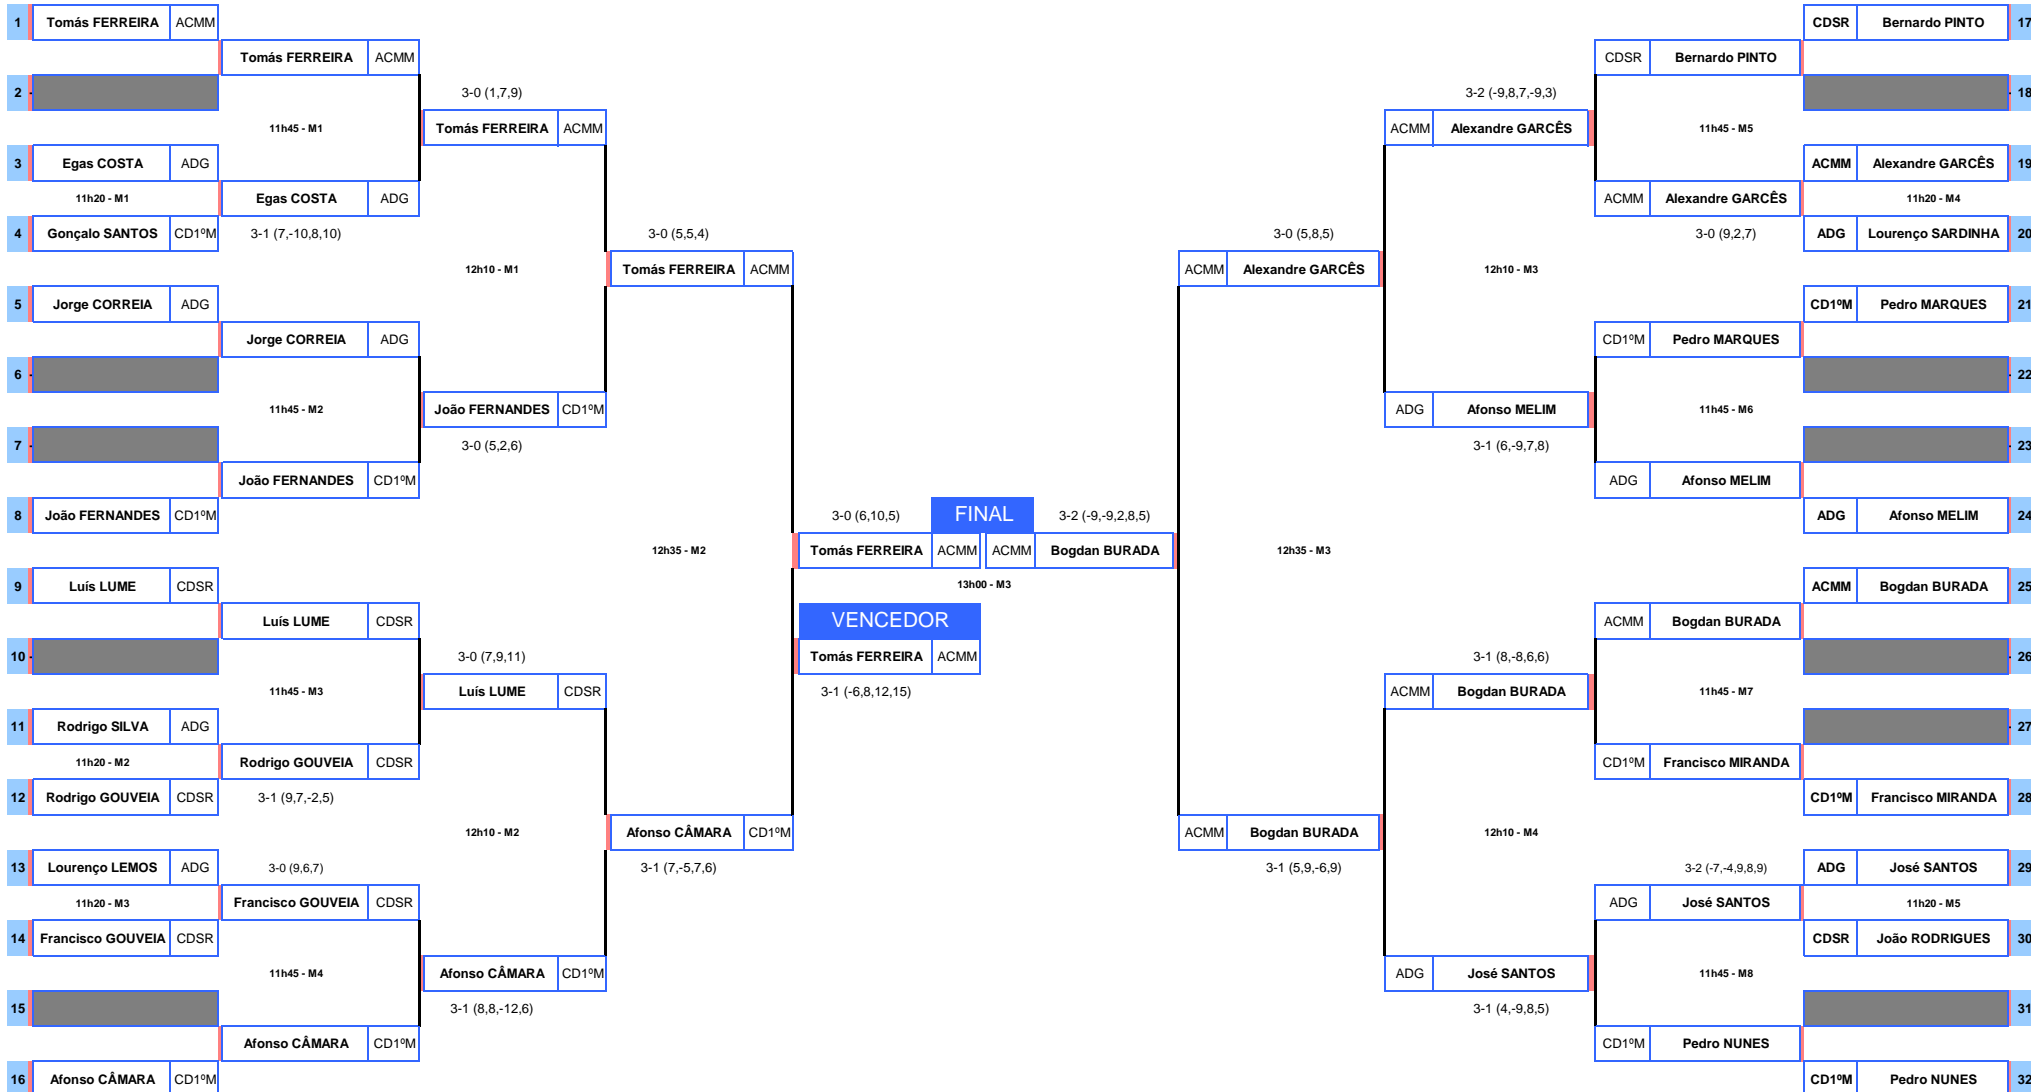 1 Tomás FERREIRA ACMM
Tomás FERREIRA ACMM
2 -
3-0 (1,7,9)
11h45 - M1
Tomás FERREIRA ACMM
3 Egas COSTA ADG
11h20 - M1
Egas COSTA ADG
4 Gonçalo SANTOS CD1ºM
3-1 (7,-10,8,10)
3-0 (5,5,4)
12h10 - M1
Tomás FERREIRA ACMM
5 Jorge CORREIA ADG
Jorge CORREIA ADG
6 -
11h45 - M2
João FERNANDES CD1ºM
7 -
3-0 (5,2,6)
João FERNANDES CD1ºM
8 João FERNANDES CD1ºM
12h35 - M2
9 Luís LUME CDSR
Luís LUME CDSR
10 -
3-0 (7,9,11)
11h45 - M3
Luís LUME CDSR
11 Rodrigo SILVA ADG
11h20 - M2
Rodrigo GOUVEIA CDSR
12 Rodrigo GOUVEIA CDSR
3-1 (9,7,-2,5)
12h10 - M2
Afonso CÂMARA CD1ºM
3-1 (7,-5,7,6)
13 Lourenço LEMOS ADG
3-0 (9,6,7)
11h20 - M3
Francisco GOUVEIA CDSR
14 Francisco GOUVEIA CDSR
11h45 - M4
Afonso CÂMARA CD1ºM
15
3-1 (8,8,-12,6)
Afonso CÂMARA CD1ºM
16 Afonso CÂMARA CD1ºM
3-0 (6,10,5)
FINAL
3-2 (-9,-9,2,8,5)
Tomás FERREIRA ACMM
ACMM Bogdan BURADA
13h00 - M3
VENCEDOR
Tomás FERREIRA ACMM
3-1 (-6,8,12,15)
CDSR Bernardo PINTO 17
CDSR Bernardo PINTO
- 18
3-2 (-9,8,7,-9,3)
ACMM Alexandre GARCÊS
11h45 - M5
ACMM Alexandre GARCÊS 19
ACMM Alexandre GARCÊS
11h20 - M4
3-0 (9,2,7)
ADG Lourenço SARDINHA 20
3-0 (5,8,5)
ACMM Alexandre GARCÊS
12h10 - M3
CD1ºM Pedro MARQUES 21
CD1ºM Pedro MARQUES
- 22
ADG Afonso MELIM
11h45 - M6
3-1 (6,-9,7,8)
- 23
ADG Afonso MELIM
ADG Afonso MELIM 24
12h35 - M3
ACMM Bogdan BURADA 25
ACMM Bogdan BURADA
- 26
3-1 (8,-8,6,6)
ACMM Bogdan BURADA
11h45 - M7
- 27
CD1ºM Francisco MIRANDA
CD1ºM Francisco MIRANDA 28
ACMM Bogdan BURADA
12h10 - M4
3-1 (5,9,-6,9)
3-2 (-7,-4,9,8,9)
ADG José SANTOS 29
ADG José SANTOS
11h20 - M5
CDSR João RODRIGUES 30
ADG José SANTOS
11h45 - M8
3-1 (4,-9,8,5)
31
CD1ºM Pedro NUNES
CD1ºM Pedro NUNES 32